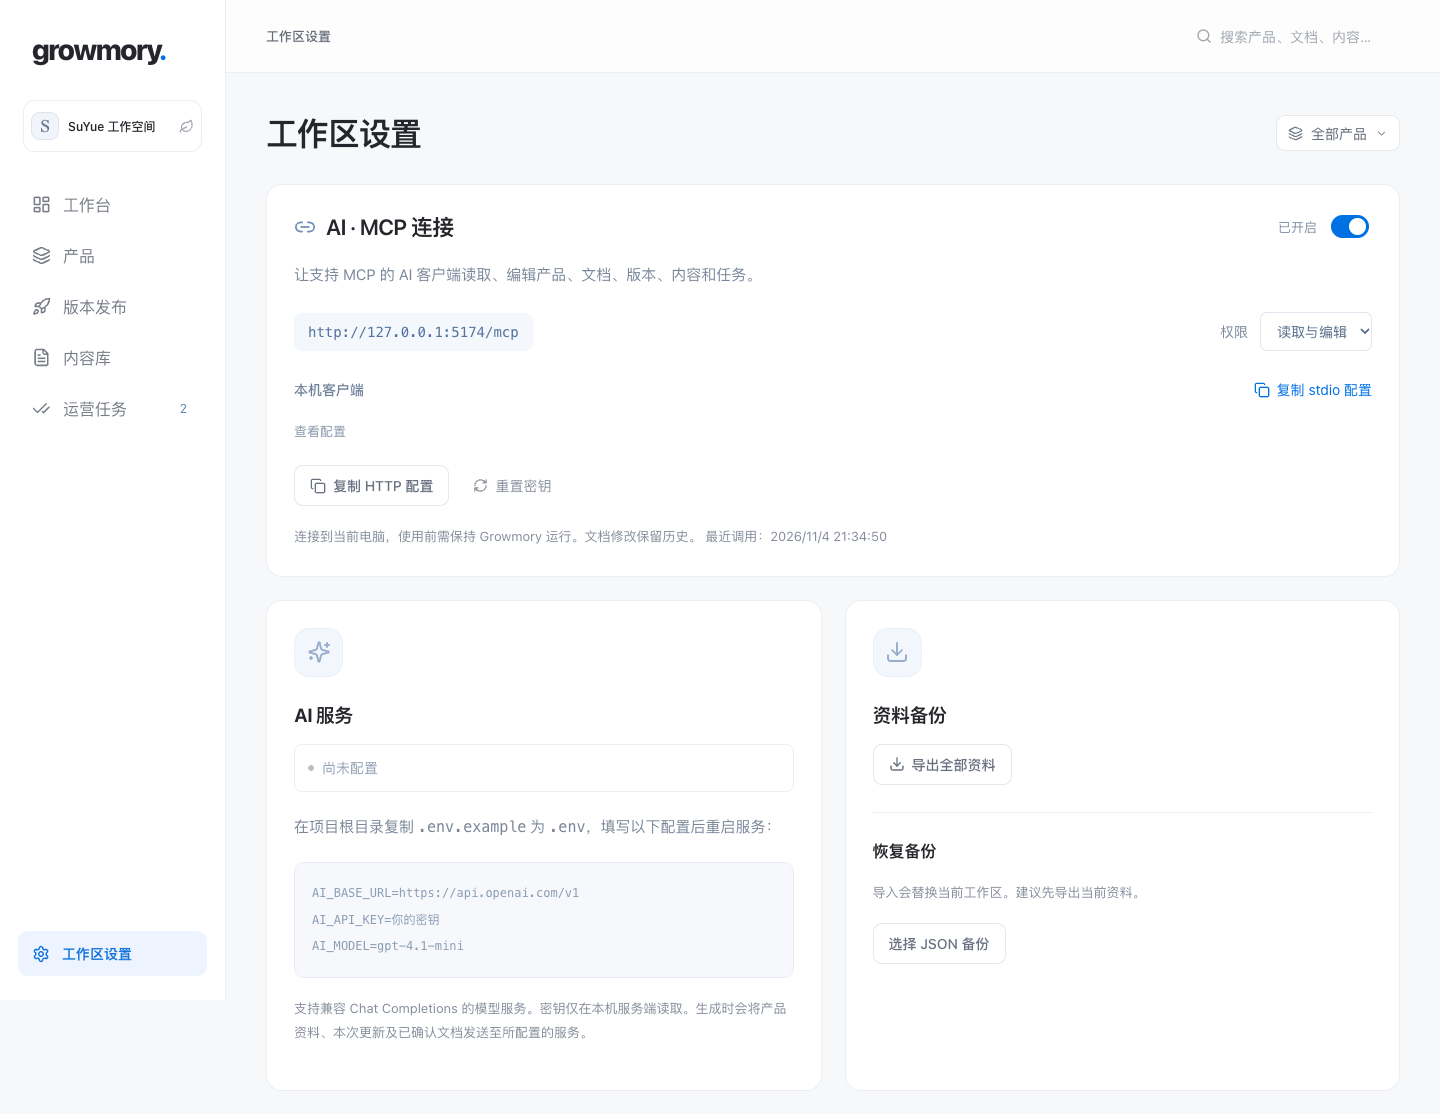 growmory.
工作区设置
搜索产品、文档、内容...
S
SuYue 工作空间
工作台
产品
版本发布
内容库
运营任务 2
工作区设置
工作区设置
全部产品
AI · MCP 连接
已开启
让支持 MCP 的 AI 客户端读取、编辑产品、文档、版本、内容和任务。
http://127.0.0.1:5174/mcp
权限 读取与编辑
本机客户端
复制 stdio 配置
查看配置
复制 HTTP 配置
重置密钥
连接到当前电脑，使用前需保持 Growmory 运行。文档修改保留历史。 最近调用：2026/11/4 21:34:50
AI 服务
尚未配置
在项目根目录复制 .env.example 为 .env，填写以下配置后重启服务：
AI_BASE_URL=https://api.openai.com/v1
AI_API_KEY=你的密钥
AI_MODEL=gpt-4.1-mini
支持兼容 Chat Completions 的模型服务。密钥仅在本机服务端读取。生成时会将产品
资料、本次更新及已确认文档发送至所配置的服务。
资料备份
导出全部资料
恢复备份
导入会替换当前工作区。建议先导出当前资料。
选择 JSON 备份